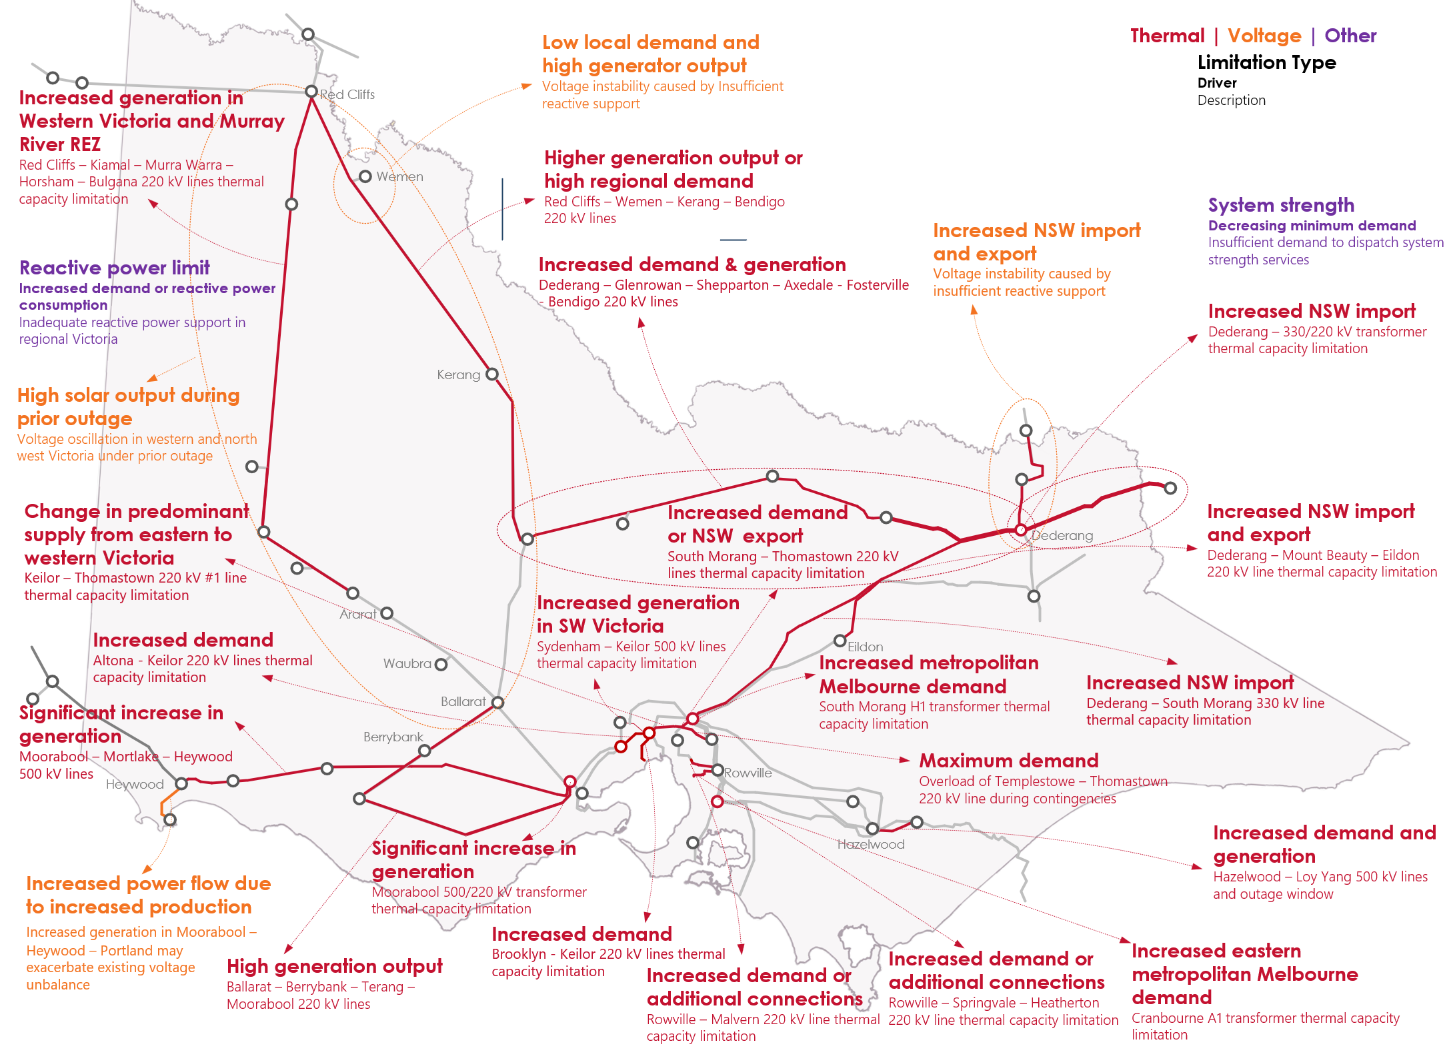 Thermal | Voltage | Other
Limitation Type
Driver
Description
Low local demand and
high generator output
Voltage instability caused by Insufficient
reactive support
Red Cliffs
Increased generation in
Western Victoria and Murray
River REZ
Red Cliffs – Kiamal – Murra Warra –
Horsham – Bulgana 220 kV lines thermal
capacity limitation
Wemen
Higher generation output or
high regional demand
Red Cliffs – Wemen – Kerang – Bendigo
220 kV lines
System strength
Decreasing minimum demand
Insufficient demand to dispatch system
strength services
Increased NSW import
and export
Voltage instability caused by
insufficient reactive support
Reactive power limit
Increased demand or reactive power
consumption
Inadequate reactive power support in
regional Victoria
Increased demand & generation
Dederang – Glenrowan – Shepparton – Axedale - Fosterville
- Bendigo 220 kV lines
Increased NSW import
Dederang – 330/220 kV transformer
thermal capacity limitation
Kerang
High solar output during
prior outage
Voltage oscillation in western and north
west Victoria under prior outage
Change in predominant
supply from eastern to
western Victoria
Keilor – Thomastown 220 kV #1 line
thermal capacity limitation
Increased demand
or NSW export
South Morang – Thomastown 220 kV
lines thermal capacity limitation
Dederang
Increased NSW import
and export
Dederang – Mount Beauty – Eildon
220 kV line thermal capacity limitation
Ararat
Increased generation
in SW Victoria
Sydenham – Keilor 500 kV lines
thermal capacity limitation
Increased demand
Altona - Keilor 220 kV lines thermal
capacity limitation
Waubra
Eildon
Increased metropolitan
Melbourne demand
South Morang H1 transformer thermal
capacity limitation
Increased NSW import
Dederang – South Morang 330 kV line
thermal capacity limitation
Ballarat
Significant increase in
generation
Moorabool – Mortlake – Heywood
500 kV lines
Berrybank
Heywood
Rowville
Maximum demand
Overload of Templestowe – Thomastown
220 kV line during contingencies
Hazelwood
Increased demand and
generation
Hazelwood – Loy Yang 500 kV lines
and outage window
Significant increase in
generation
Moorabool 500/220 kV transformer
thermal capacity limitation
Increased power flow due
to increased production
Increased generation in Moorabool –
Heywood – Portland may
exacerbate existing voltage
unbalance
High generation output
Ballarat – Berrybank – Terang –
Moorabool 220 kV lines
Increased demand
Brooklyn - Keilor 220 kV lines thermal
capacity limitation
Increased demand or
additional connections
Rowville – Malvern 220 kV line thermal
capacity limitation
Increased demand or
additional connections
Rowville – Springvale – Heatherton
220 kV line thermal capacity limitation
Increased eastern
metropolitan Melbourne
demand
Cranbourne A1 transformer thermal capacity
limitation